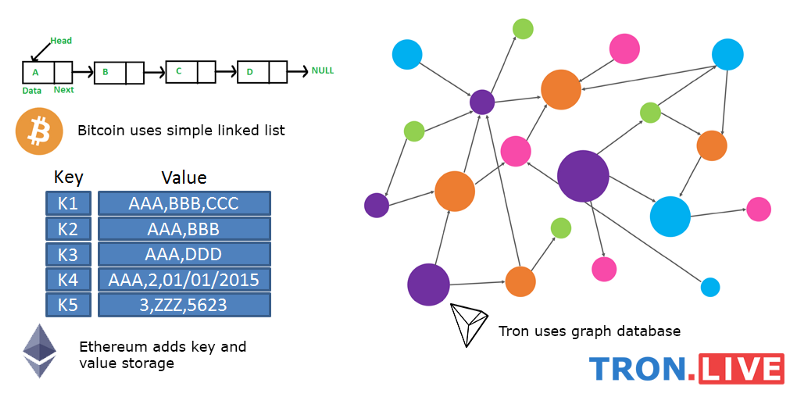 Head
A
B
C
D
NULL
Data
Next
Bitcoin uses simple linked list
Key Value
K1 AAA,BBB,CCC
K2 AAA,BBB
K3 AAA,DDD
K4 AAA,2,01/01/2015
K5 3,ZZZ,5623
Ethereum adds key and
value storage
Tron uses graph database
TRON.LIVE